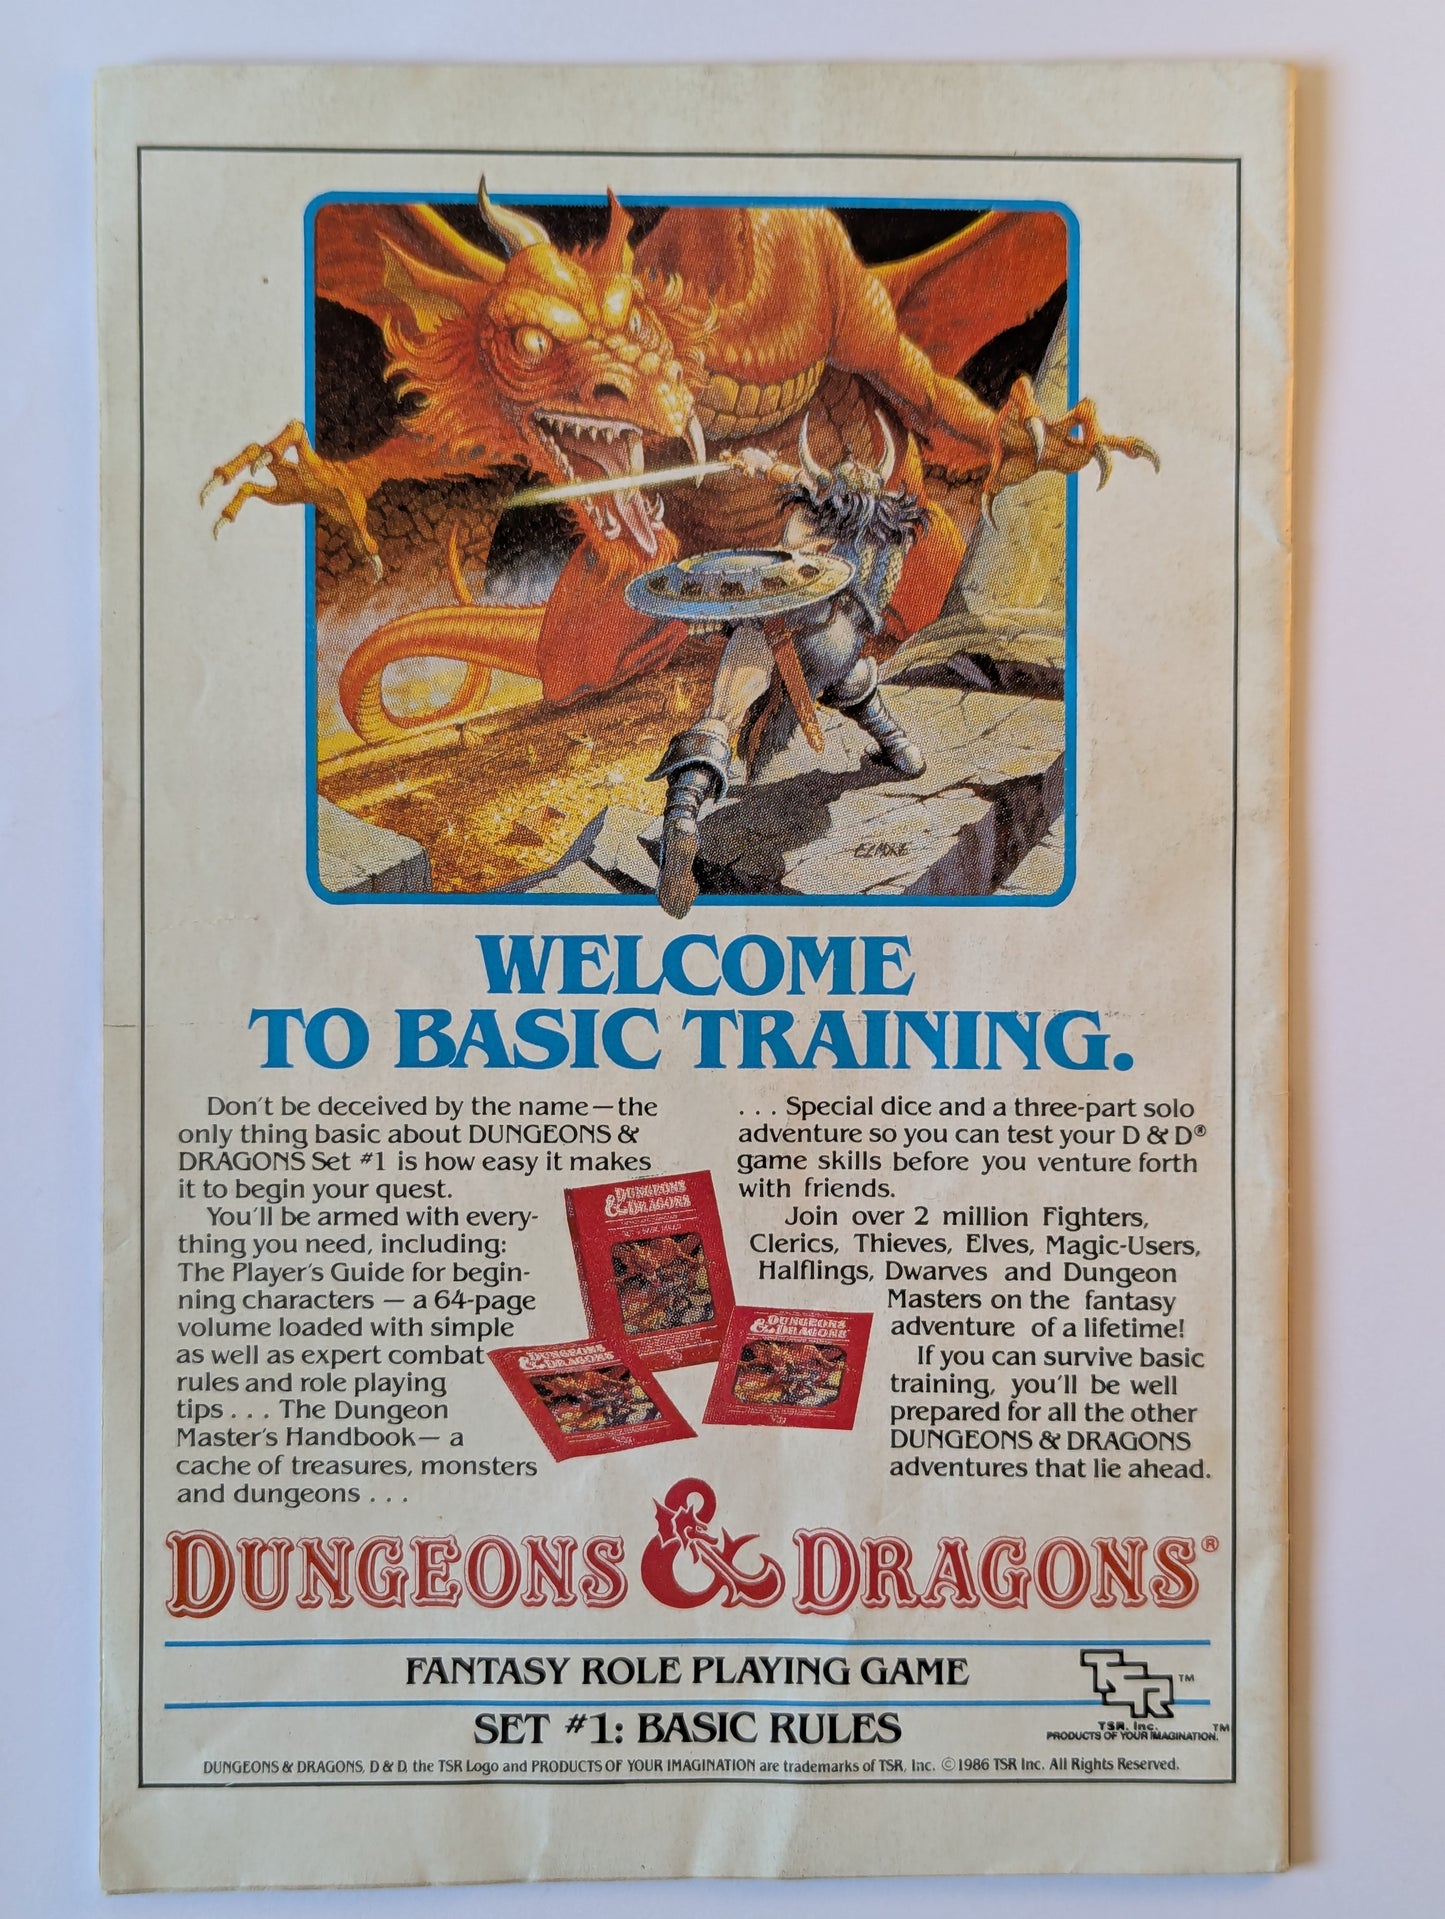 ELMORE
WELCOME
TO BASIC TRAINING.
Don't be deceived by the name—the
only thing basic about DUNGEONS &
DRAGONS Set #1 is how easy it makes
it to begin your quest.
You'll be armed with every-
thing you need, including:
The Player's Guide for begin-
ning characters — a 64-page
volume loaded with simple
as well as expert combat
rules and role playing
tips . . . The Dungeon
Master's Handbook— a
cache of treasures, monsters
and dungeons . . .
DUNGEONS
& DRAGONS
DUNGEONS
& DRAGONS
DUNGEONS
& DRAGONS
. . . Special dice and a three-part solo
adventure so you can test your D & D®
game skills before you venture forth
with friends.
Join over 2 million Fighters,
Clerics, Thieves, Elves, Magic-Users,
Halflings, Dwarves and Dungeon
Masters on the fantasy
adventure of a lifetime!
If you can survive basic
training, you'll be well
prepared for all the other
DUNGEONS & DRAGONS
adventures that lie ahead.
DUNGEONS & DRAGONS®
FANTASY ROLE PLAYING GAME
SET #1: BASIC RULES
TSR™
TSR, Inc.
PRODUCTS OF YOUR IMAGINATION.™
DUNGEONS & DRAGONS, D & D, the TSR Logo and PRODUCTS OF YOUR IMAGINATION are trademarks of TSR, Inc. ©1986 TSR Inc. All Rights Reserved.